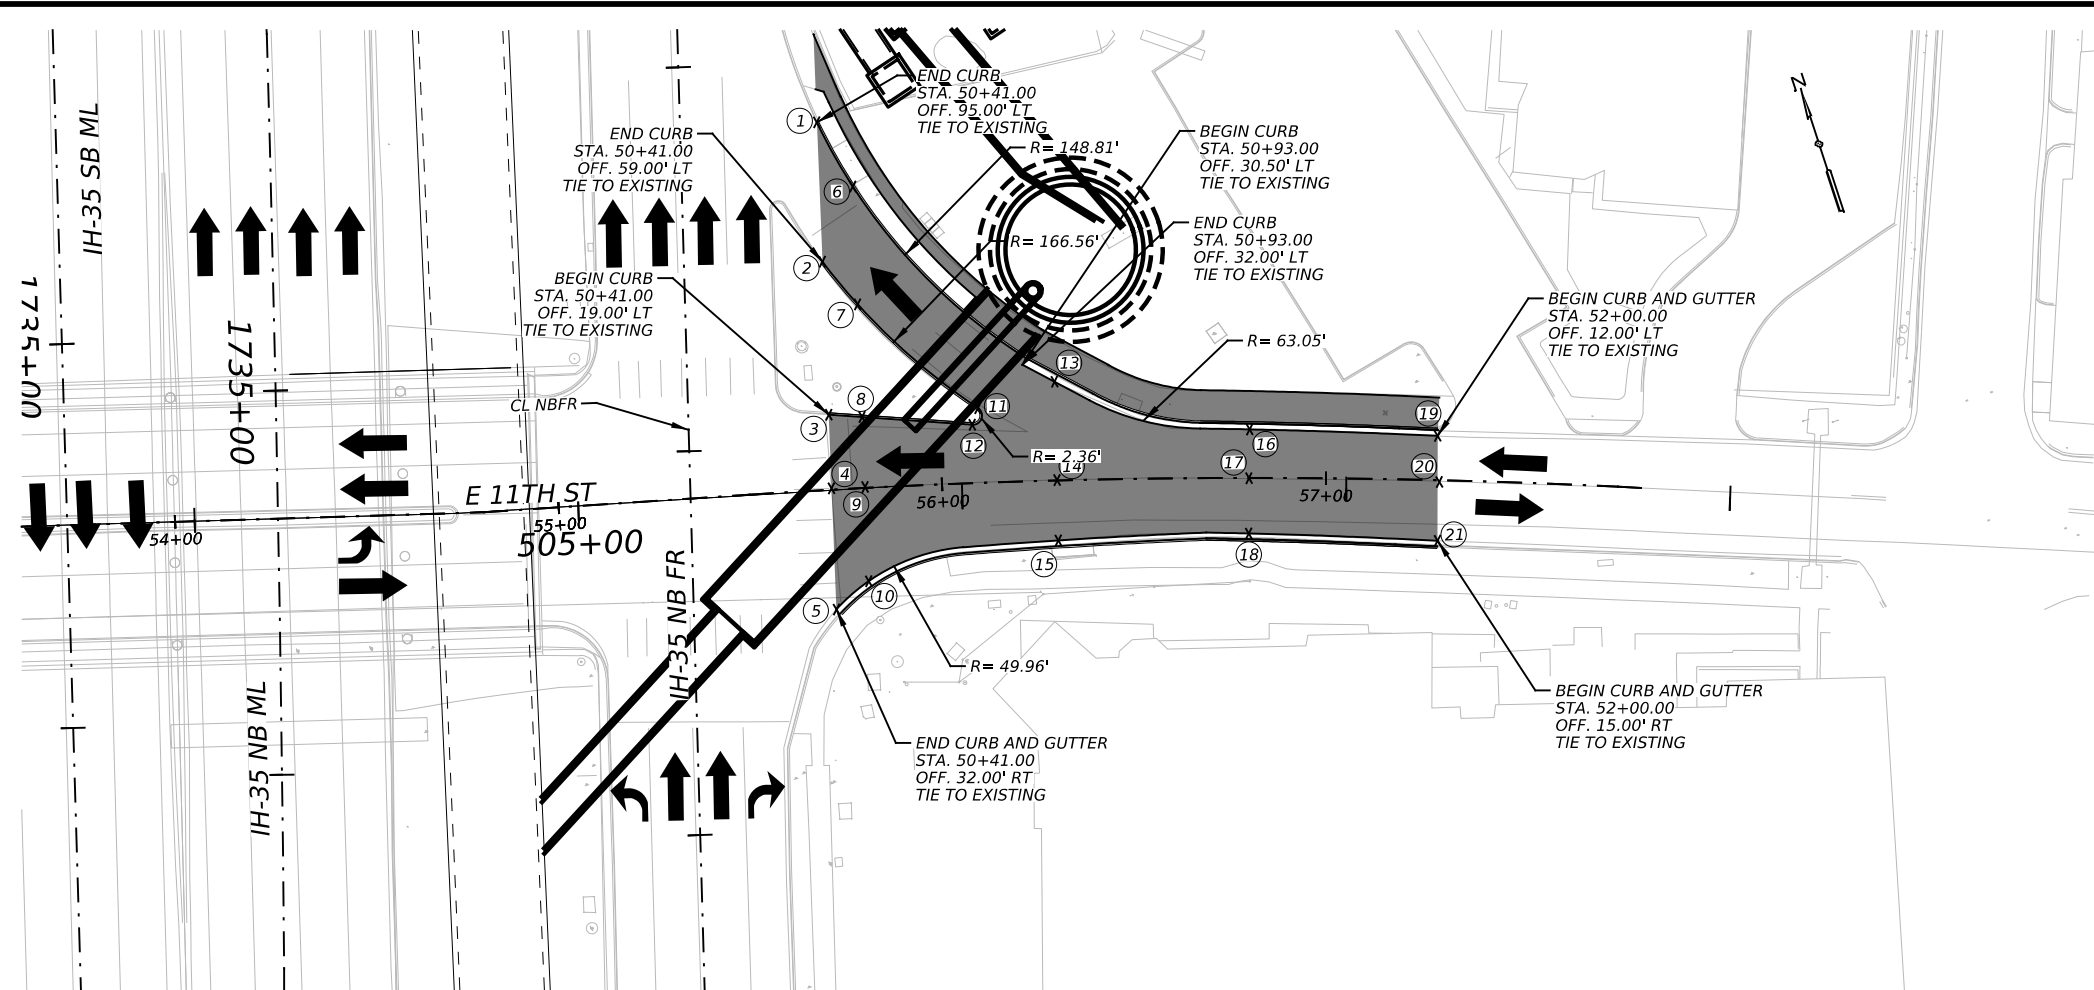 END CURB
STA. 50+41.00
OFF. 95.00' LT
TIE TO EXISTING
END CURB
STA. 50+41.00
OFF. 59.00' LT
TIE TO EXISTING
R= 148.81'
BEGIN CURB
STA. 50+93.00
OFF. 30.50' LT
TIE TO EXISTING
END CURB
STA. 50+93.00
OFF. 32.00' LT
TIE TO EXISTING
R= 166.56'
BEGIN CURB
STA. 50+41.00
OFF. 19.00' LT
TIE TO EXISTING
BEGIN CURB AND GUTTER
STA. 52+00.00
OFF. 12.00' LT
TIE TO EXISTING
R= 63.05'
CL NBFR
R= 2.36'
E 11TH ST
54+00
55+00
56+00
57+00
505+00
R= 49.96'
END CURB AND GUTTER
STA. 50+41.00
OFF. 32.00' RT
TIE TO EXISTING
BEGIN CURB AND GUTTER
STA. 52+00.00
OFF. 15.00' RT
TIE TO EXISTING
IH-35 SB ML
1735+00
1735+00
IH-35 NB ML
IH-35 NB FR
N
1
2
3
4
5
6
7
8
9
10
11
12
13
14
15
16
17
18
19
20
21